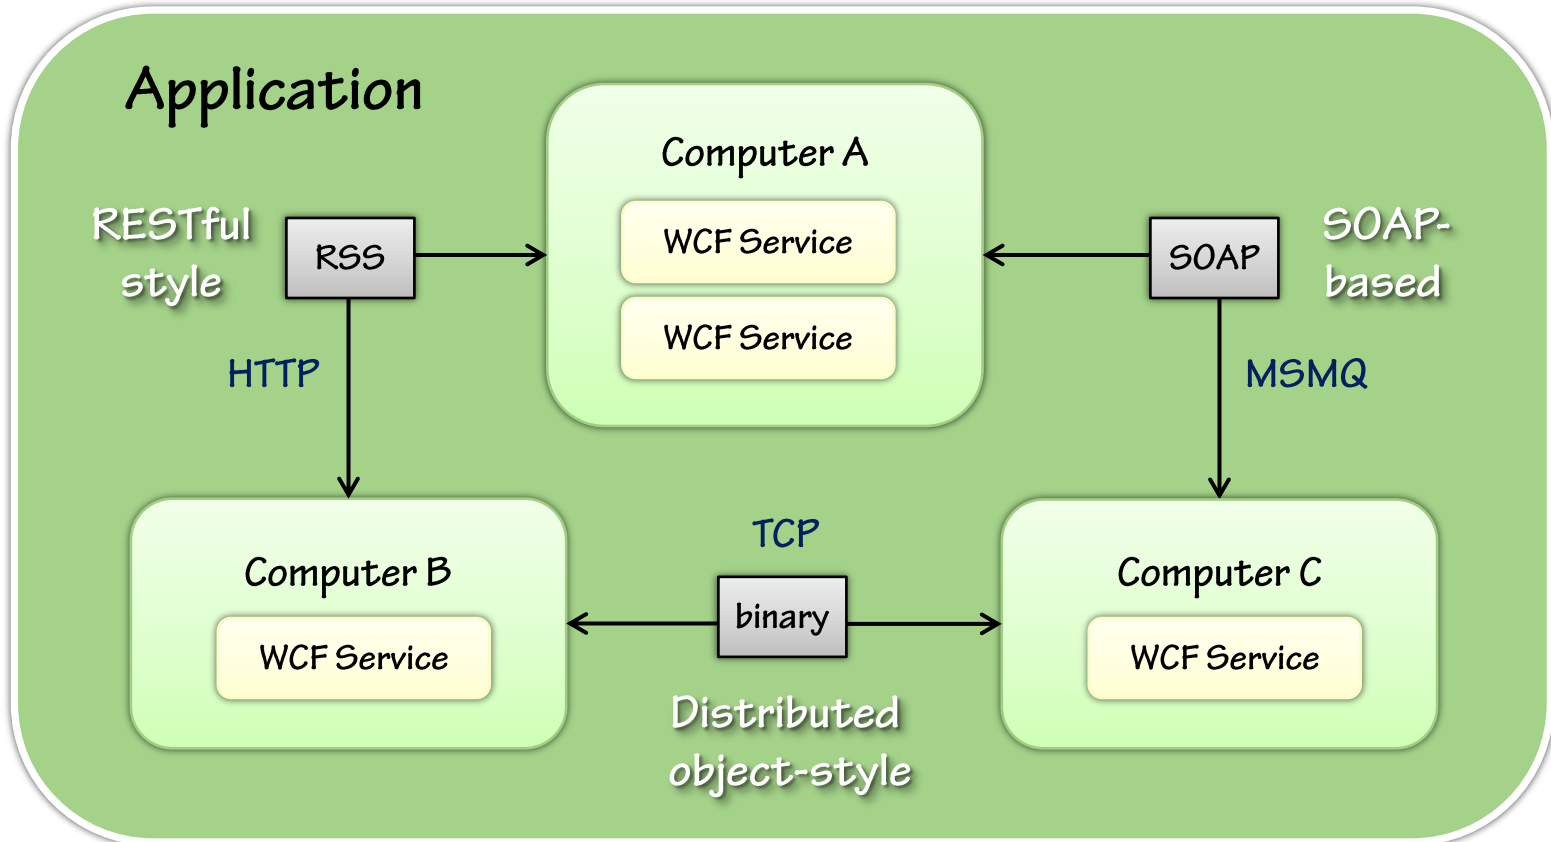 Application
Computer A
WCF Service
WCF Service
RESTful
style
RSS
HTTP
SOAP
SOAP-
based
MSMQ
Computer B
WCF Service
TCP
binary
Distributed
object-style
Computer C
WCF Service